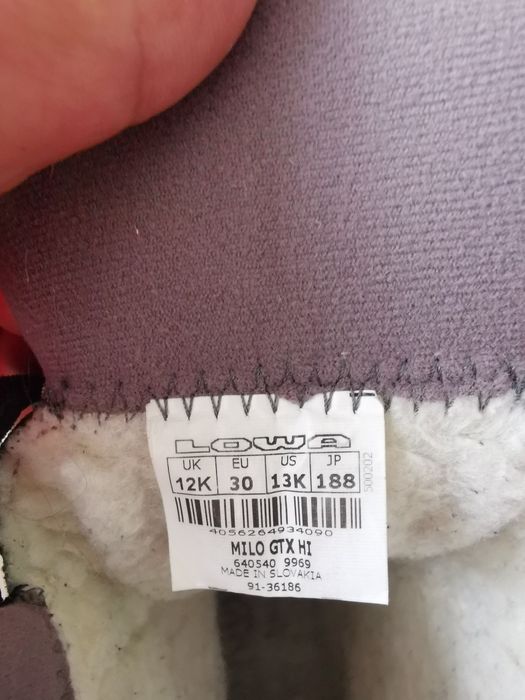 LOWA
UK EU US JP
12K 30 13K 188
500202
4056264934090
MILO GTX HI
640540 9969
MADE IN SLOVAKIA
91-36186